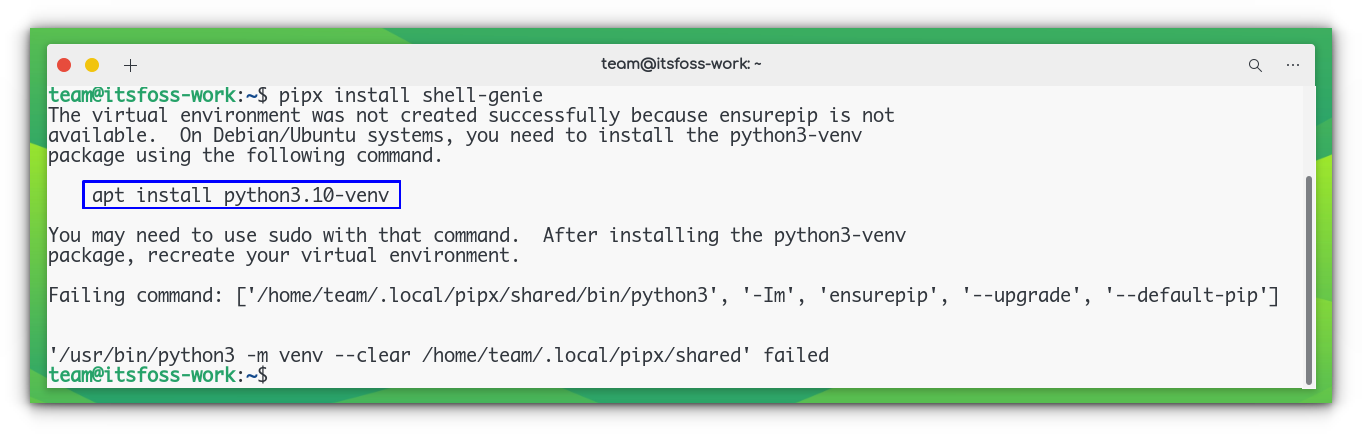 team@itsfoss-work: ~
team@itsfoss-work:~$ pipx install shell-genie
The virtual environment was not created successfully because ensurepip is not
available.  On Debian/Ubuntu systems, you need to install the python3-venv
package using the following command.
apt install python3.10-venv
You may need to use sudo with that command.  After installing the python3-venv
package, recreate your virtual environment.
Failing command: ['/home/team/.local/pipx/shared/bin/python3', '-Im', 'ensurepip', '--upgrade', '--default-pip']
'/usr/bin/python3 -m venv --clear /home/team/.local/pipx/shared' failed
team@itsfoss-work:~$